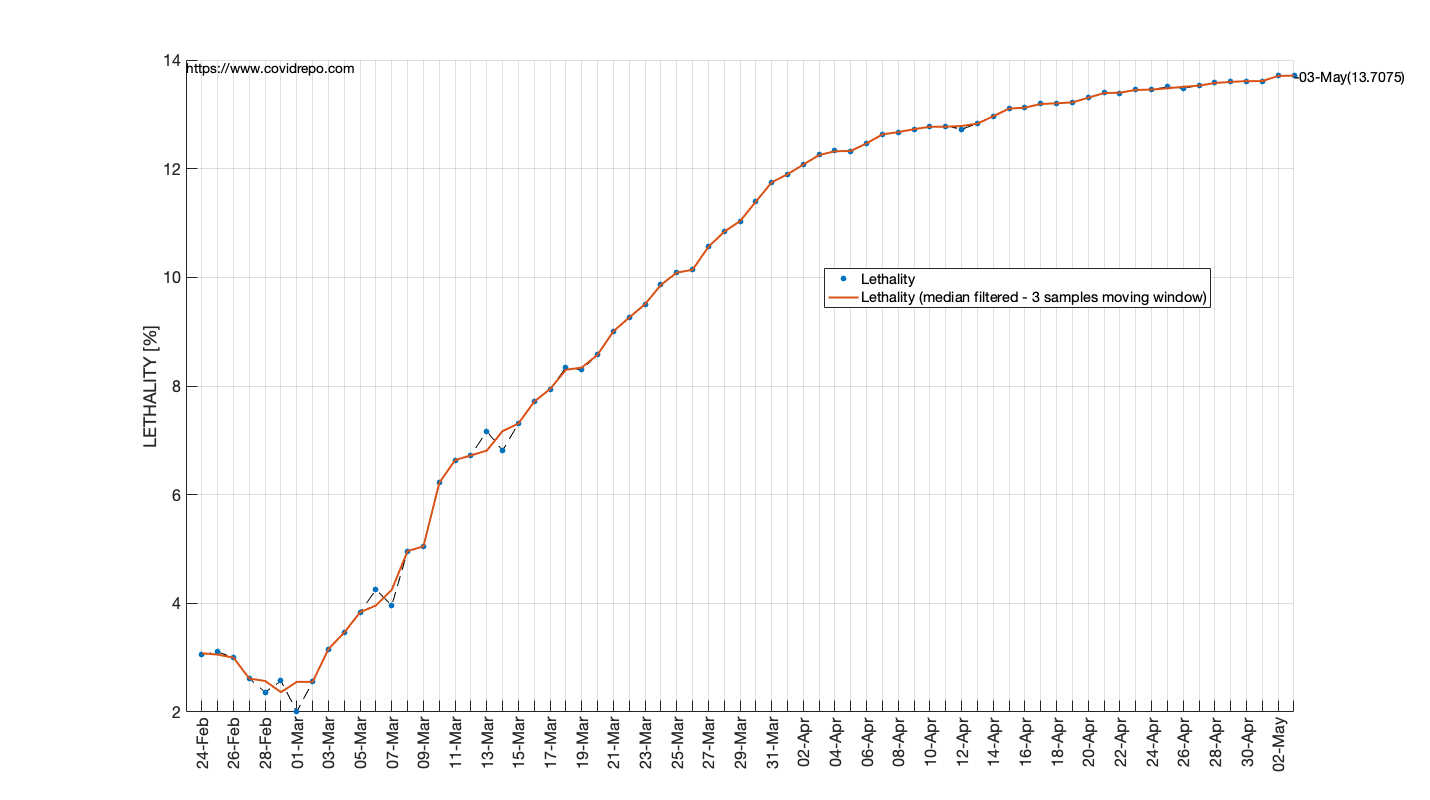 14
https://www.covidrepo.com
03-May(13.7075)
12
10
Lethality
Lethality (median filtered - 3 samples moving window)
LETHALITY [%]
8
6
4
2
24-Feb
26-Feb
28-Feb
01-Mar
03-Mar
05-Mar
07-Mar
09-Mar
11-Mar
13-Mar
15-Mar
17-Mar
19-Mar
21-Mar
23-Mar
25-Mar
27-Mar
29-Mar
31-Mar
02-Apr
04-Apr
06-Apr
08-Apr
10-Apr
12-Apr
14-Apr
16-Apr
18-Apr
20-Apr
22-Apr
24-Apr
26-Apr
28-Apr
30-Apr
02-May